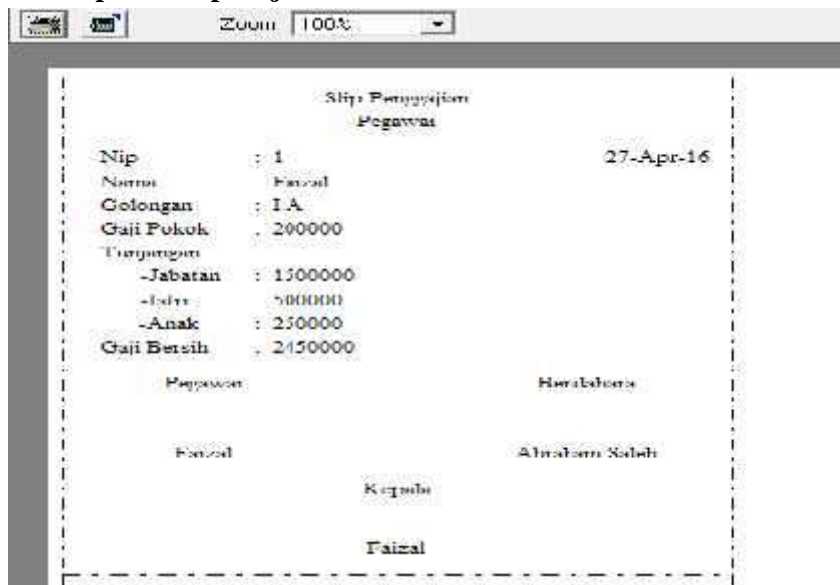 Zoom 100%
Slip Penggajian
Pegawai
Nip : 1 27-Apr-16
Nama Faizal
Golongan : I A
Gaji Pokok : 200000
Tunjangan
-Jabatan : 1500000
-Istri 500000
-Anak : 250000
Gaji Bersih : 2450000
Pegawai Bendahara
Faizal Abraham Saleh
Kepada
Faizal